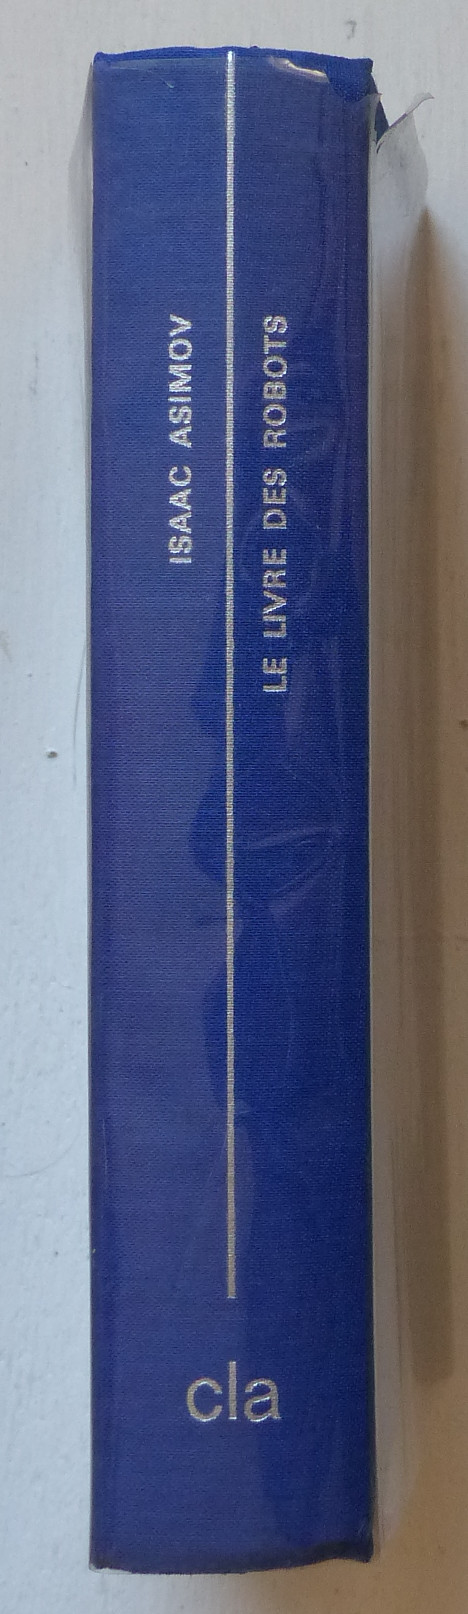 ISAAC ASIMOV
LE LIVRE DES ROBOTS
cla